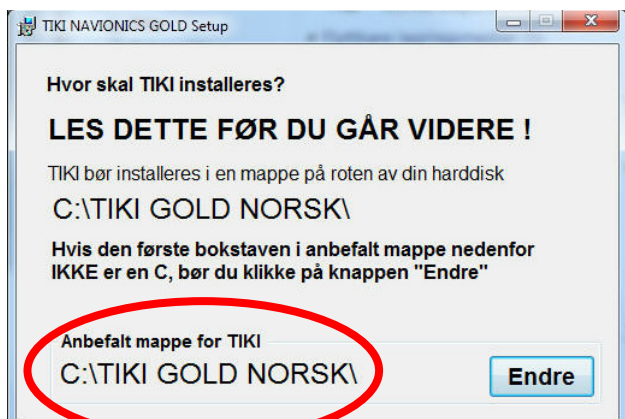 TIKI NAVIONICS GOLD Setup
Hvor skal TIKI installeres?
LES DETTE FØR DU GÅR VIDERE !
TIKI bør installeres i en mappe på roten av din harddisk
C:\TIKI GOLD NORSK\
Hvis den første bokstaven i anbefalt mappe nedenfor
IKKE er en C, bør du klikke på knappen "Endre"
Anbefalt mappe for TIKI
C:\TIKI GOLD NORSK\
Endre